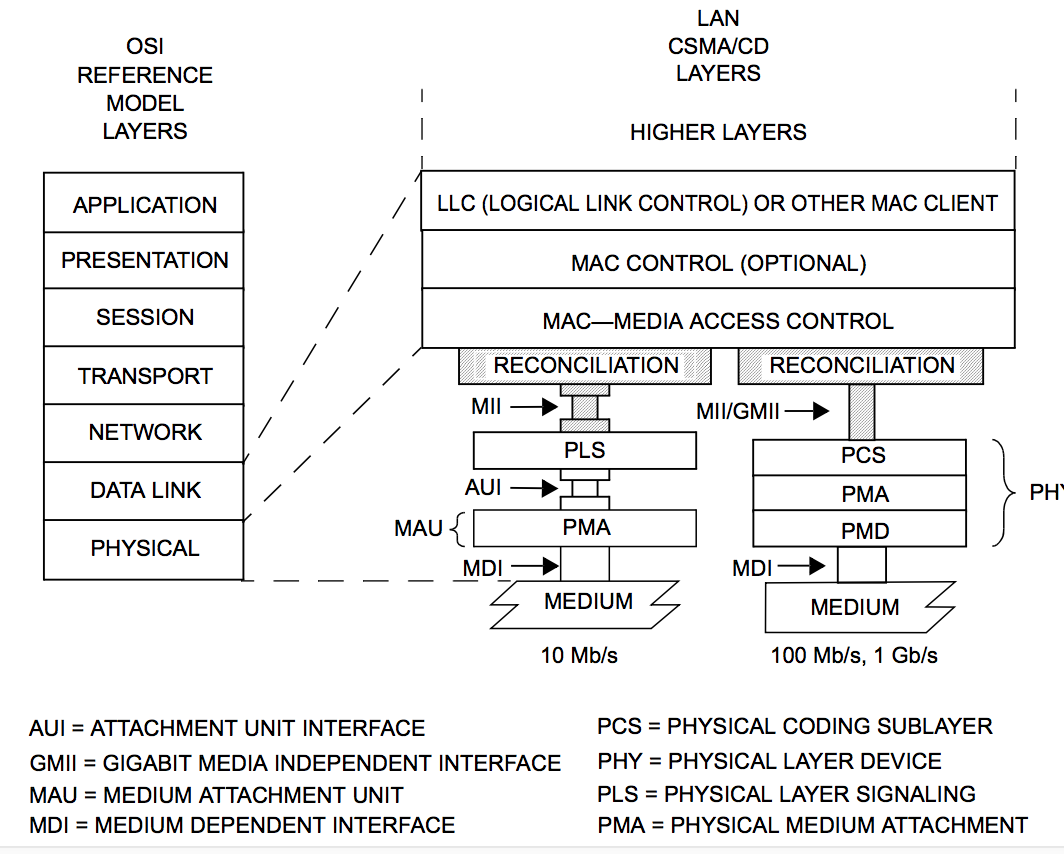 OSI
REFERENCE
MODEL
LAYERS
LAN
CSMA/CD
LAYERS
HIGHER LAYERS
APPLICATION
PRESENTATION
SESSION
TRANSPORT
NETWORK
DATA LINK
PHYSICAL
LLC (LOGICAL LINK CONTROL) OR OTHER MAC CLIENT
MAC CONTROL (OPTIONAL)
MAC—MEDIA ACCESS CONTROL
RECONCILIATION
MII
PLS
AUI
MAU
PMA
MDI
MEDIUM
10 Mb/s
RECONCILIATION
MII/GMII
PCS
PMA
PMD
PHY
MDI
MEDIUM
100 Mb/s, 1 Gb/s
AUI = ATTACHMENT UNIT INTERFACE
GMII = GIGABIT MEDIA INDEPENDENT INTERFACE
MAU = MEDIUM ATTACHMENT UNIT
MDI = MEDIUM DEPENDENT INTERFACE
PCS = PHYSICAL CODING SUBLAYER
PHY = PHYSICAL LAYER DEVICE
PLS = PHYSICAL LAYER SIGNALING
PMA = PHYSICAL MEDIUM ATTACHMENT